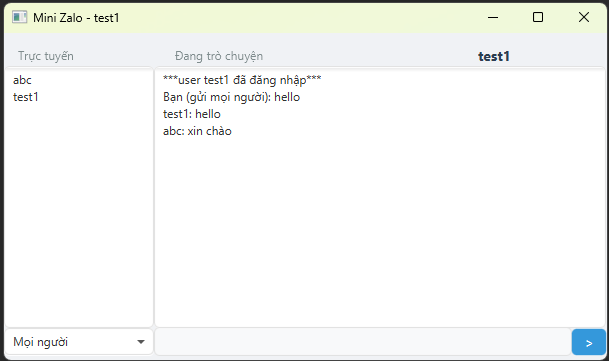 Mini Zalo - test1
Trực tuyến
Đang trò chuyện
test1
abc
test1
***user test1 đã đăng nhập***
Bạn (gửi mọi người): hello
test1: hello
abc: xin chào
Mọi người
>